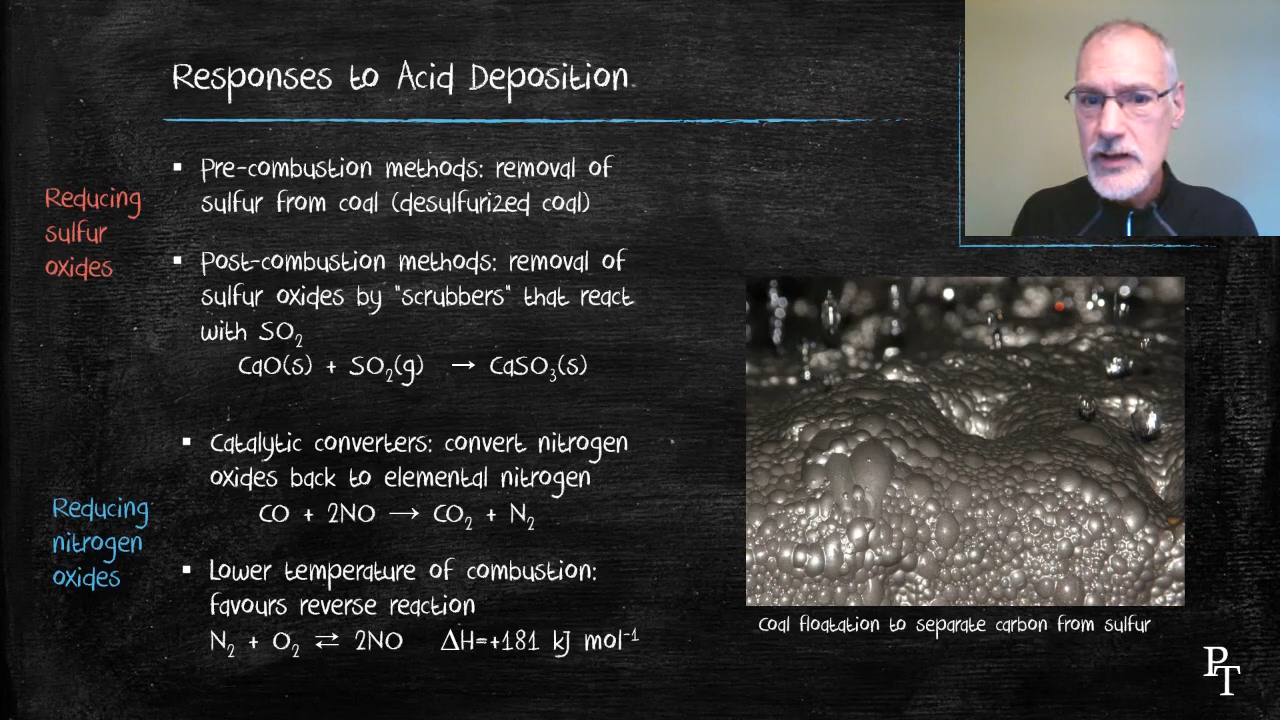 Responses to Acid Deposition
Reducing
sulfur
oxides
▪ Pre-combustion methods: removal of
sulfur from coal (desulfurized coal)
▪ Post-combustion methods: removal of
sulfur oxides by "scrubbers" that react
with SO₂
CaO(s) + SO₂(g) → CaSO₃(s)
Reducing
nitrogen
oxides
▪ Catalytic converters: convert nitrogen
oxides back to elemental nitrogen
CO + 2NO → CO₂ + N₂
▪ Lower temperature of combustion:
favours reverse reaction
N₂ + O₂ ⇄ 2NO ΔH=+181 kJ mol⁻¹
Coal floatation to separate carbon from sulfur
PT